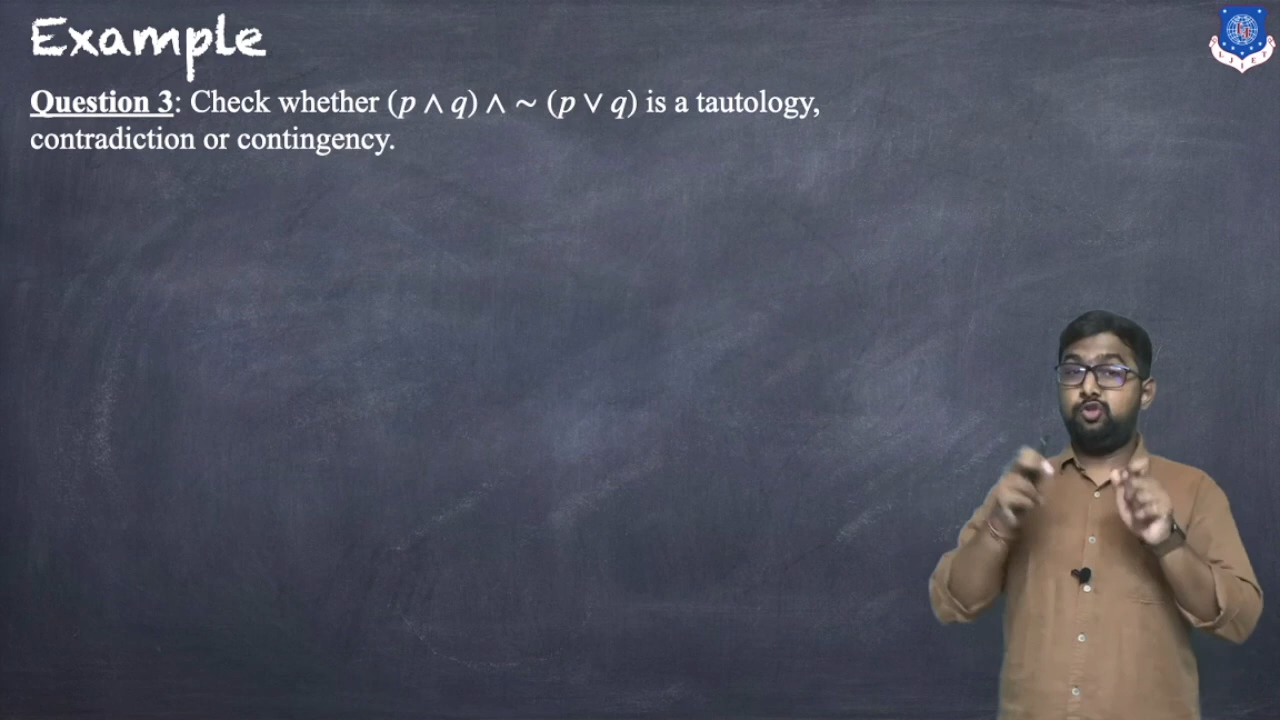 Example
Question 3: Check whether (p ∧ q) ∧ ~ (p ∨ q) is a tautology,
contradiction or contingency.